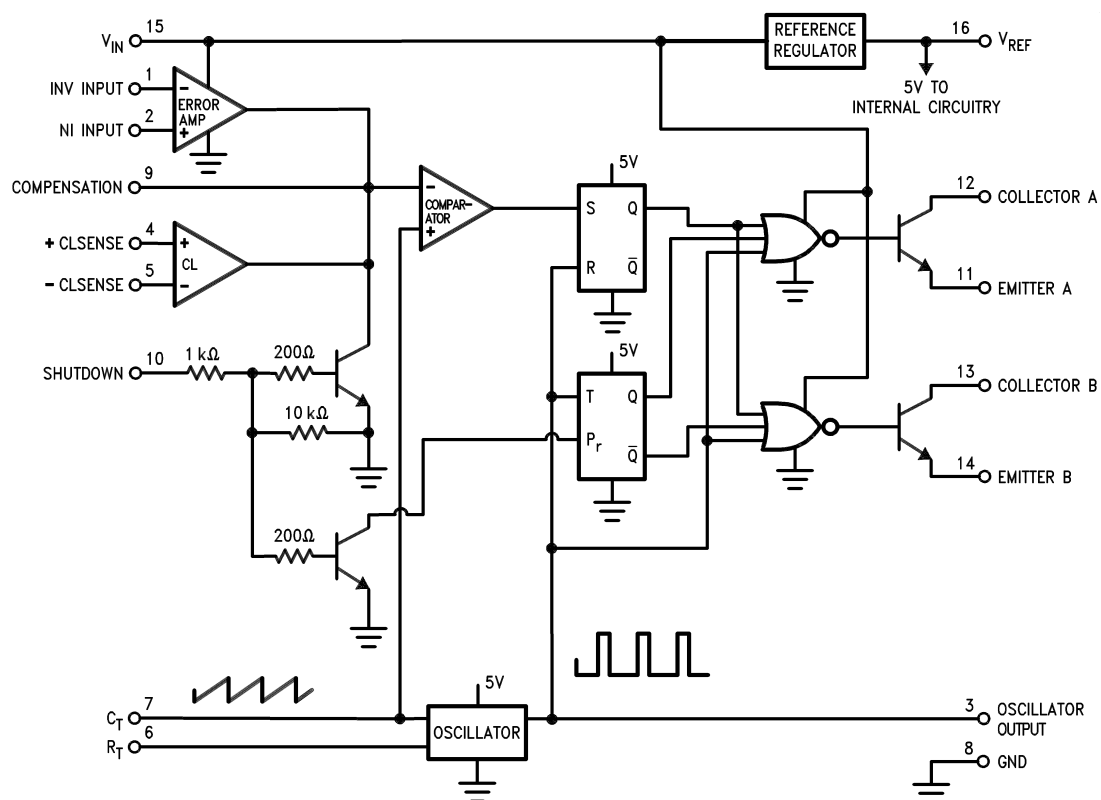 15
V_IN
REFERENCE
REGULATOR
16
V_REF
5V TO
INTERNAL CIRCUITRY
1
INV INPUT
−
ERROR
AMP
2
NI INPUT
+
9
COMPENSATION
−
COMPAR-
ATOR
+
5V
S
Q
R
Q̅
12
COLLECTOR A
11
EMITTER A
4
+ CLSENSE
+
CL
5
− CLSENSE
−
10
SHUTDOWN
1 kΩ
200Ω
10 kΩ
200Ω
5V
T
Q
Pr
Q̅
13
COLLECTOR B
14
EMITTER B
7
C_T
6
R_T
5V
OSCILLATOR
3
OSCILLATOR
OUTPUT
8
GND